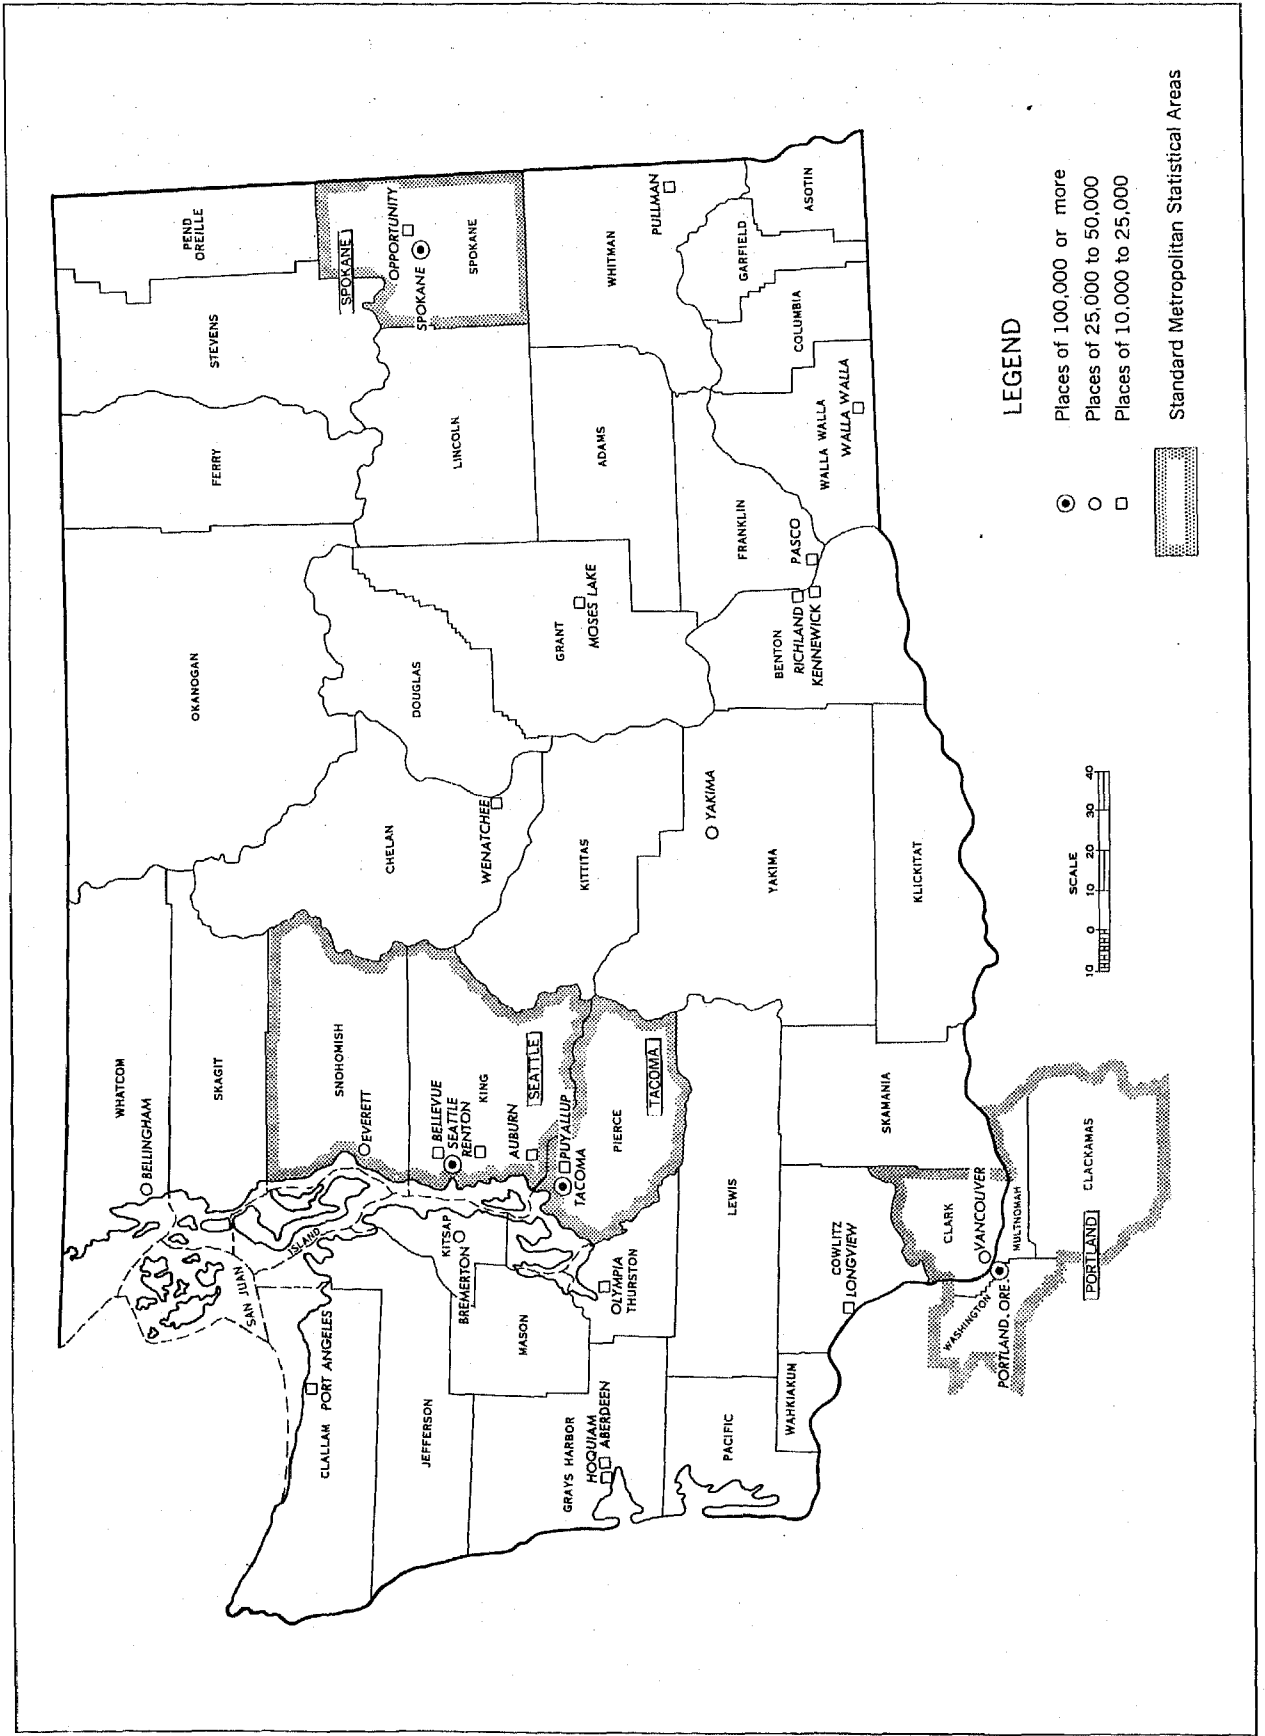 WHATCOM
BELLINGHAM
SAN JUAN
SKAGIT
ISLAND
OKANOGAN
FERRY
STEVENS
PEND
OREILLE
CLALLAM
PORT ANGELES
SNOHOMISH
EVERETT
CHELAN
DOUGLAS
SPOKANE
OPPORTUNITY
SPOKANE
SPOKANE
LINCOLN
JEFFERSON
KITSAP
BREMERTON
BELLEVUE
SEATTLE
RENTON
KING
AUBURN
SEATTLE
WENATCHEE
MASON
GRAYS HARBOR
HOQUIAM
ABERDEEN
PUYALLUP
TACOMA
PIERCE
TACOMA
KITTITAS
GRANT
MOSES LAKE
ADAMS
WHITMAN
PULLMAN
OLYMPIA
THURSTON
PACIFIC
LEWIS
YAKIMA
YAKIMA
BENTON
RICHLAND
KENNEWICK
FRANKLIN
PASCO
WALLA WALLA
WALLA WALLA
COLUMBIA
GARFIELD
ASOTIN
WAHKIAKUM
COWLITZ
LONGVIEW
SKAMANIA
KLICKITAT
CLARK
VANCOUVER
WASHINGTON
PORTLAND, ORE.
MULTNOMAH
CLACKAMAS
PORTLAND
SCALE
10 0 10 20 30 40
LEGEND
Places of 100,000 or more
Places of 25,000 to 50,000
Places of 10,000 to 25,000
Standard Metropolitan Statistical Areas